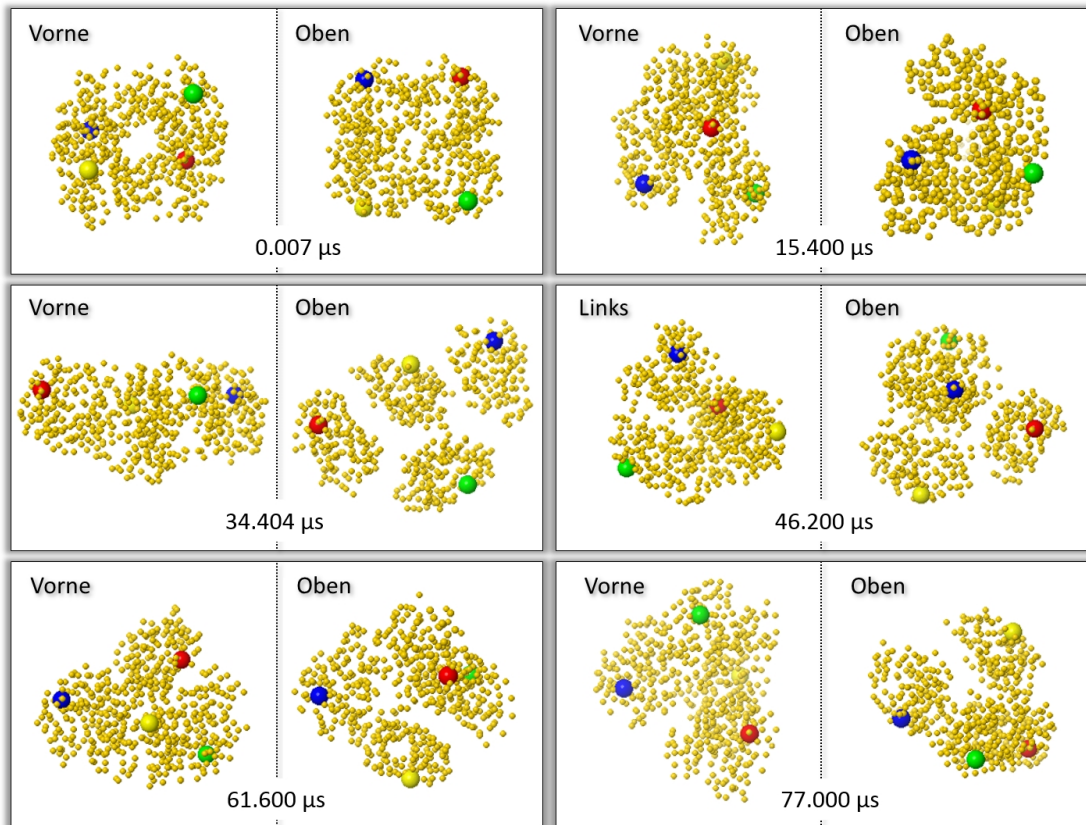 Vorne
Oben
0.007 µs
Vorne
Oben
15.400 µs
Vorne
Oben
34.404 µs
Links
Oben
46.200 µs
Vorne
Oben
61.600 µs
Vorne
Oben
77.000 µs